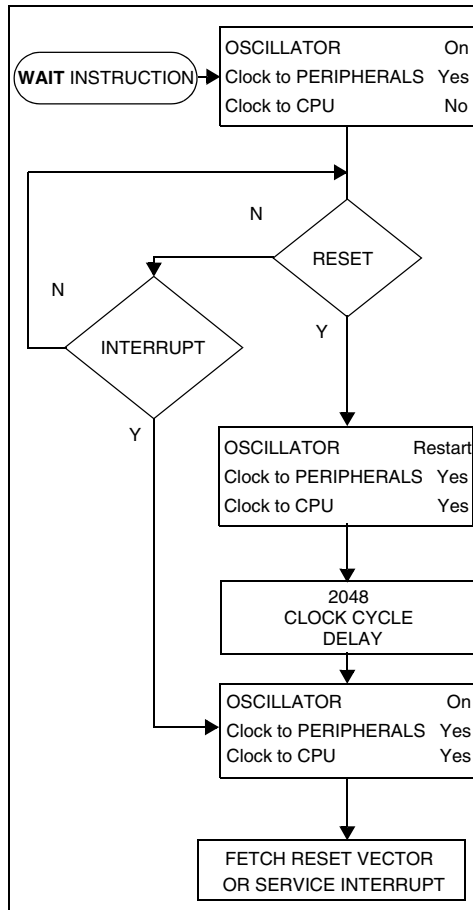 WAIT INSTRUCTION
OSCILLATOR On
Clock to PERIPHERALS Yes
Clock to CPU No
N
RESET
N
INTERRUPT
Y
Y
OSCILLATOR Restart
Clock to PERIPHERALS Yes
Clock to CPU Yes
2048
CLOCK CYCLE
DELAY
OSCILLATOR On
Clock to PERIPHERALS Yes
Clock to CPU Yes
FETCH RESET VECTOR
OR SERVICE INTERRUPT